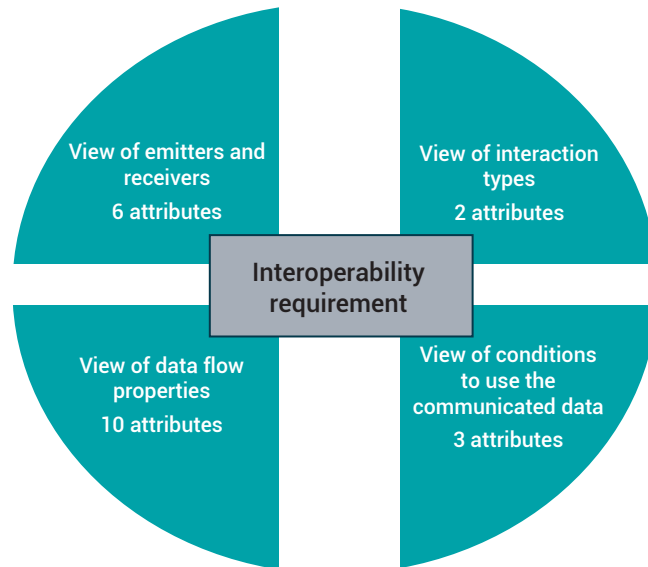 View of emitters and
receivers
6 attributes
View of interaction
types
2 attributes
Interoperability
requirement
View of data flow
properties
10 attributes
View of conditions
to use the
communicated data
3 attributes